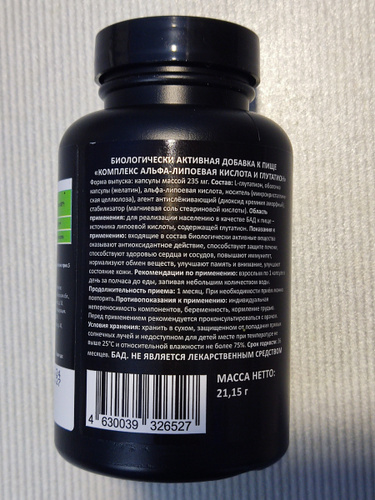 БИОЛОГИЧЕСКИ АКТИВНАЯ ДОБАВКА К ПИЩЕ
«КОМПЛЕКС АЛЬФА-ЛИПОЕВАЯ КИСЛОТА И ГЛУТАТИОН»
Форма выпуска: капсулы массой 235 мг. Состав: L-глутатион, оболочка
капсулы (желатин), альфа-липоевая кислота, носитель (микрокристалличе-
ская целлюлоза), агент антислёживающий (диоксид кремния аморфный),
стабилизатор (магниевая соль стеариновой кислоты). Область
применения: для реализации населению в качестве БАД к пище –
источника липоевой кислоты, содержащей глутатион. Показания к
применению: входящие в состав биологически активные вещества
оказывают антиоксидантное действие, способствуют защите печени,
способствуют здоровью сердца и сосудов, повышают иммунитет,
нормализуют обмен веществ, улучшают память и внимание, улучшают
состояние кожи. Рекомендации по применению: взрослым по 1 капсуле
в день за полчаса до еды, запивая небольшим количеством воды.
Продолжительность приема: 1 месяц. При необходимости приём можно
повторить. Противопоказания к применению: индивидуальная
непереносимость компонентов, беременность, кормление грудью.
Перед применением рекомендуется проконсультироваться с врачом.
Условия хранения: хранить в сухом, защищенном от попадания прямых
солнечных лучей и недоступном для детей месте при температуре не
выше 25°С и относительной влажности не более 75%. Срок годности: 36
месяцев. БАД. НЕ ЯВЛЯЕТСЯ ЛЕКАРСТВЕННЫМ СРЕДСТВОМ
МАССА НЕТТО:
21,15 г
4 630039 326527